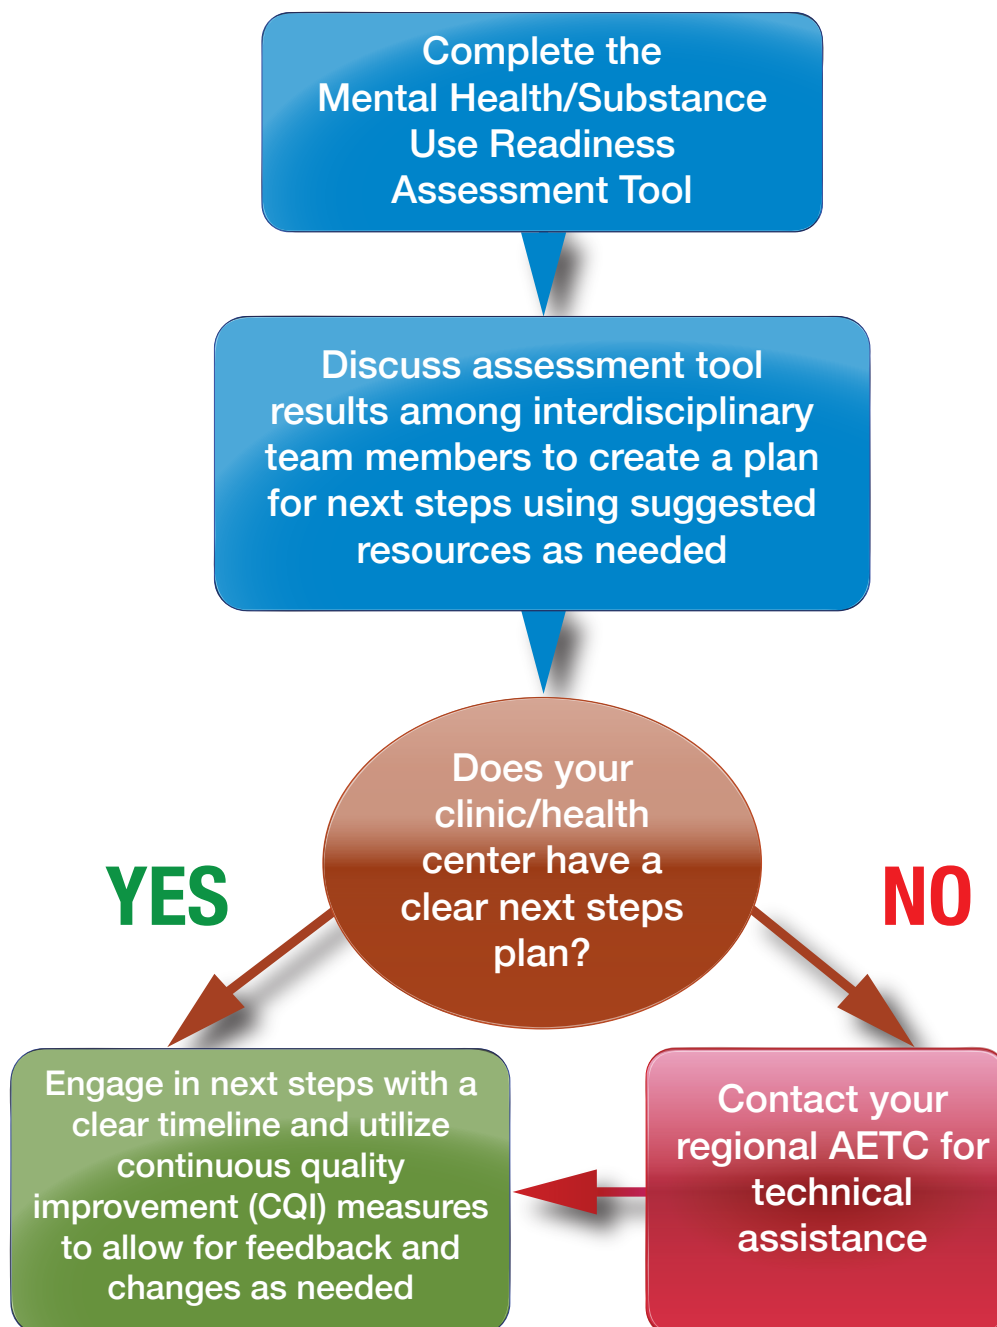 Complete the
Mental Health/Substance
Use Readiness
Assessment Tool
Discuss assessment tool
results among interdisciplinary
team members to create a plan
for next steps using suggested
resources as needed
Does your
clinic/health
center have a
clear next steps
plan?
YES
NO
Engage in next steps with a
clear timeline and utilize
continuous quality
improvement (CQI) measures
to allow for feedback and
changes as needed
Contact your
regional AETC for
technical
assistance